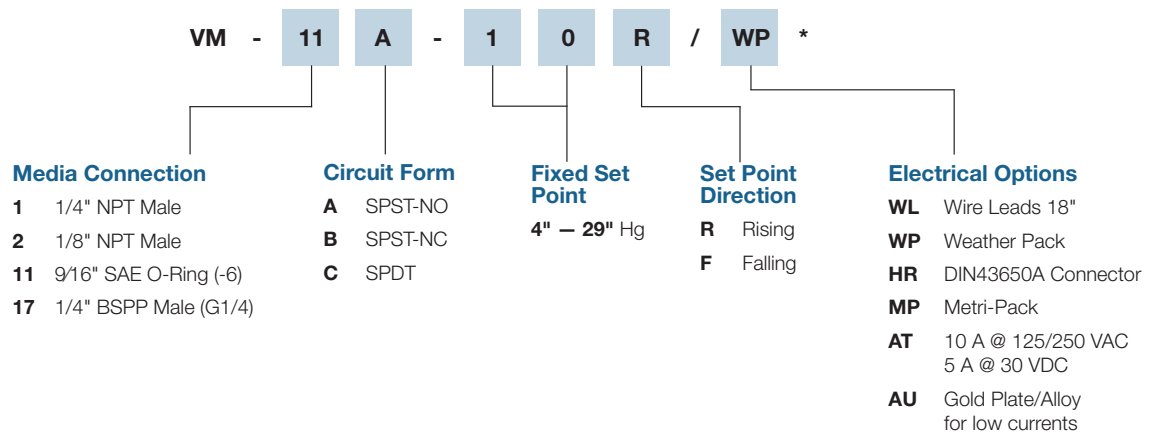 VM - 11 A - 1 0 R / WP *
Media Connection
1 1/4" NPT Male
2 1/8" NPT Male
11 9⁄16" SAE O-Ring (-6)
17 1/4" BSPP Male (G1/4)
Circuit Form
A SPST-NO
B SPST-NC
C SPDT
Fixed Set
Point
4" — 29" Hg
Set Point
Direction
R Rising
F Falling
Electrical Options
WL Wire Leads 18"
WP Weather Pack
HR DIN43650A Connector
MP Metri-Pack
AT 10 A @ 125/250 VAC
5 A @ 30 VDC
AU Gold Plate/Alloy
for low currents